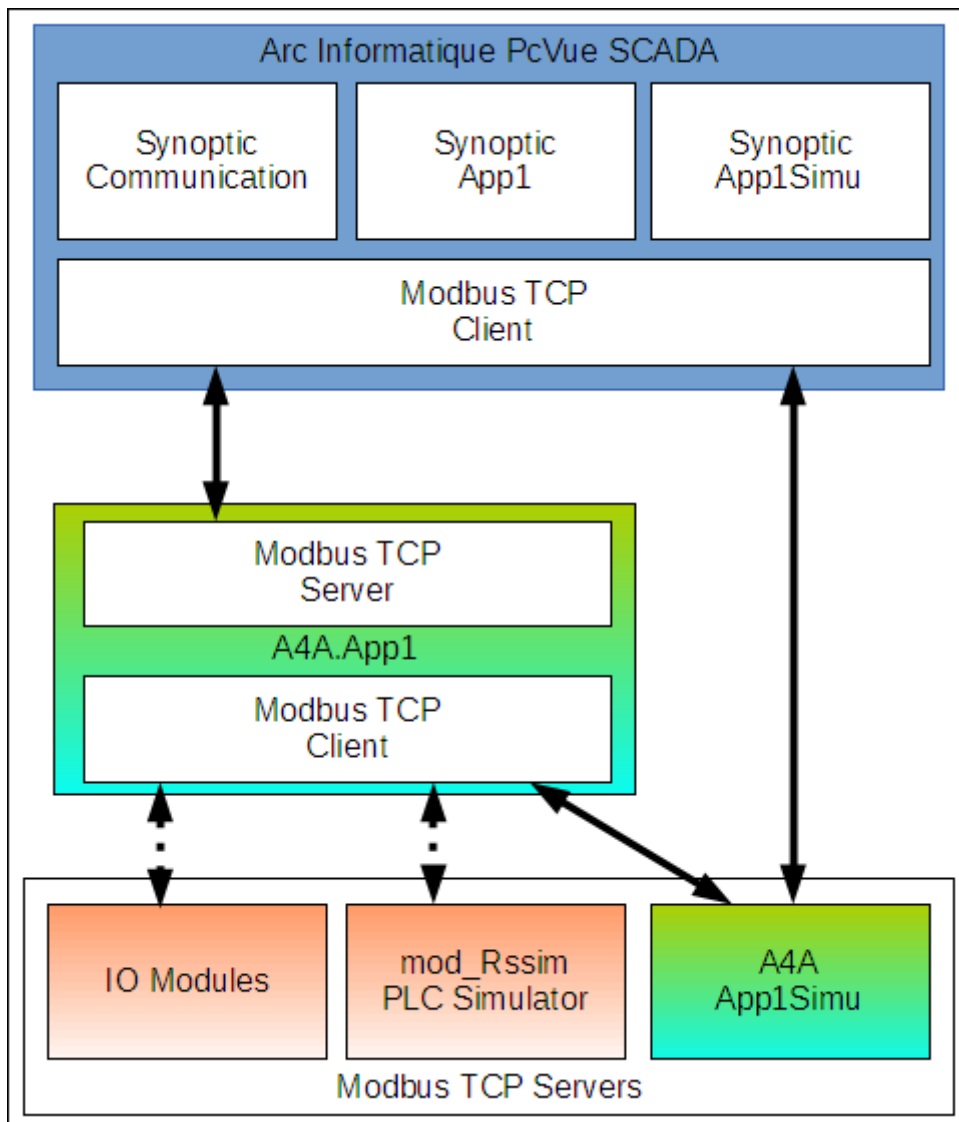 Arc Informatique PcVue SCADA
Synoptic
Communication
Synoptic
App1
Synoptic
App1Simu
Modbus TCP
Client
Modbus TCP
Server
A4A.App1
Modbus TCP
Client
IO Modules
mod_Rssim
PLC Simulator
A4A
App1Simu
Modbus TCP Servers